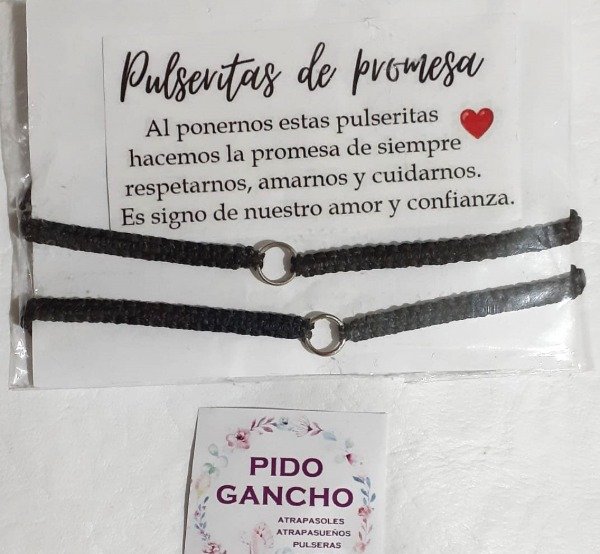 Pulseritas de promesa
Al ponernos estas pulseritas
hacemos la promesa de siempre
respetarnos, amarnos y cuidarnos.
Es signo de nuestro amor y confianza.
PIDO
GANCHO
ATRAPASOLES
ATRAPASUEÑOS
PULSERAS